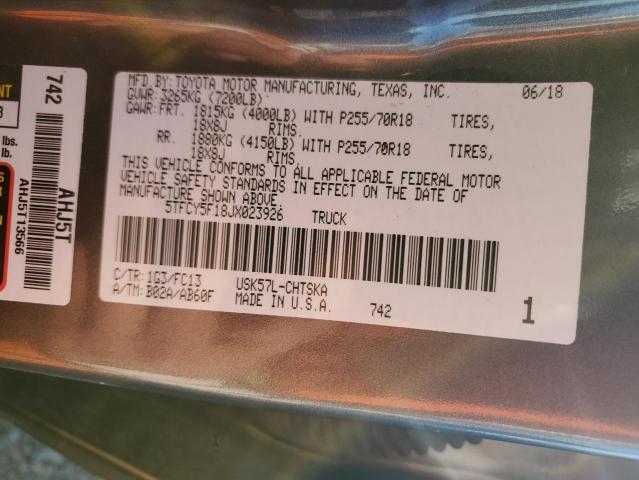 MFD.BY:TOYOTA MOTOR MANUFACTURING, TEXAS, INC. 06/18
GVWR: 3265KG (7200LB)
GAWR:FRT. 1815KG (4000LB) WITH P255/70R18 TIRES,
18X8J RIMS.
RR. 1880KG (4150LB) WITH P255/70R18 TIRES,
18X8J RIMS.
THIS VEHICLE CONFORMS TO ALL APPLICABLE FEDERAL MOTOR
VEHICLE SAFETY STANDARDS IN EFFECT ON THE DATE OF
MANUFACTURE SHOWN ABOVE.
5TFCY5F18JX023926 TRUCK
C/TR: 1G3/FC13 USK57L-CHTSKA
A/TM: B02A/AB60F MADE IN U.S.A. 742 1
742 AHJ5T
AHJ5T13566
NT
lbs.
lb.